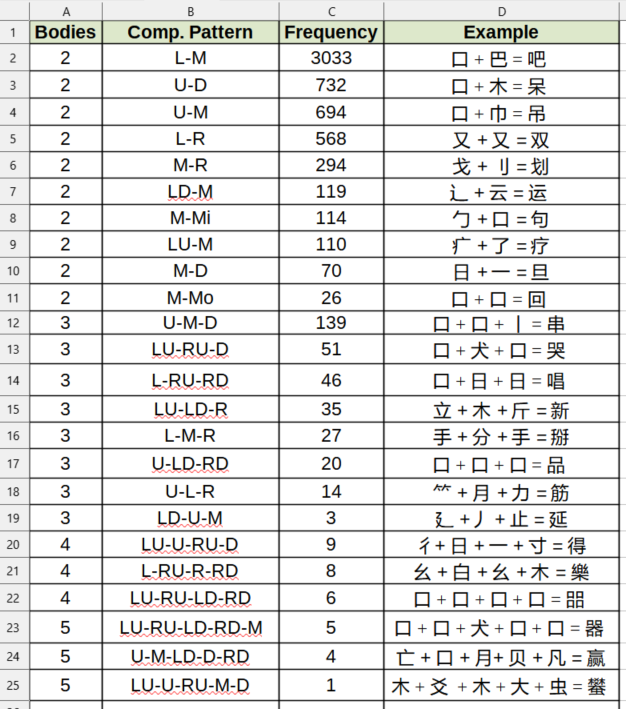 A B C D
1 Bodies Comp. Pattern Frequency Example
2 2 L-M 3033 口 + 巴 = 吧
3 2 U-D 732 口 + 木 = 呆
4 2 U-M 694 口 + 巾 = 吊
5 2 L-R 568 又 + 又 = 双
6 2 M-R 294 戈 + 刂 = 划
7 2 LD-M 119 辶 + 云 = 运
8 2 M-Mi 114 勹 + 口 = 句
9 2 LU-M 110 疒 + 了 = 疗
10 2 M-D 70 日 + 一 = 旦
11 2 M-Mo 26 口 + 口 = 回
12 3 U-M-D 139 口 + 口 + 丨 = 串
13 3 LU-RU-D 51 口 + 犬 + 口 = 哭
14 3 L-RU-RD 46 口 + 日 + 日 = 唱
15 3 LU-LD-R 35 立 + 木 + 斤 = 新
16 3 L-M-R 27 手 + 分 + 手 = 掰
17 3 U-LD-RD 20 口 + 口 + 口 = 品
18 3 U-L-R 14 ⺮ + 月 + 力 = 筋
19 3 LD-U-M 3 廴 + 丿 + 止 = 延
20 4 LU-U-RU-D 9 彳 + 日 + 一 + 寸 = 得
21 4 L-RU-R-RD 8 幺 + 白 + 幺 + 木 = 樂
22 4 LU-RU-LD-RD 6 口 + 口 + 口 + 口 = 㗊
23 5 LU-RU-LD-RD-M 5 口 + 口 + 犬 + 口 + 口 = 器
24 5 U-M-LD-D-RD 4 亡 + 口 + 月 + 贝 + 凡 = 赢
25 5 LU-U-RU-M-D 1 木 + 爻 + 木 + 大 + 虫 = 蠜